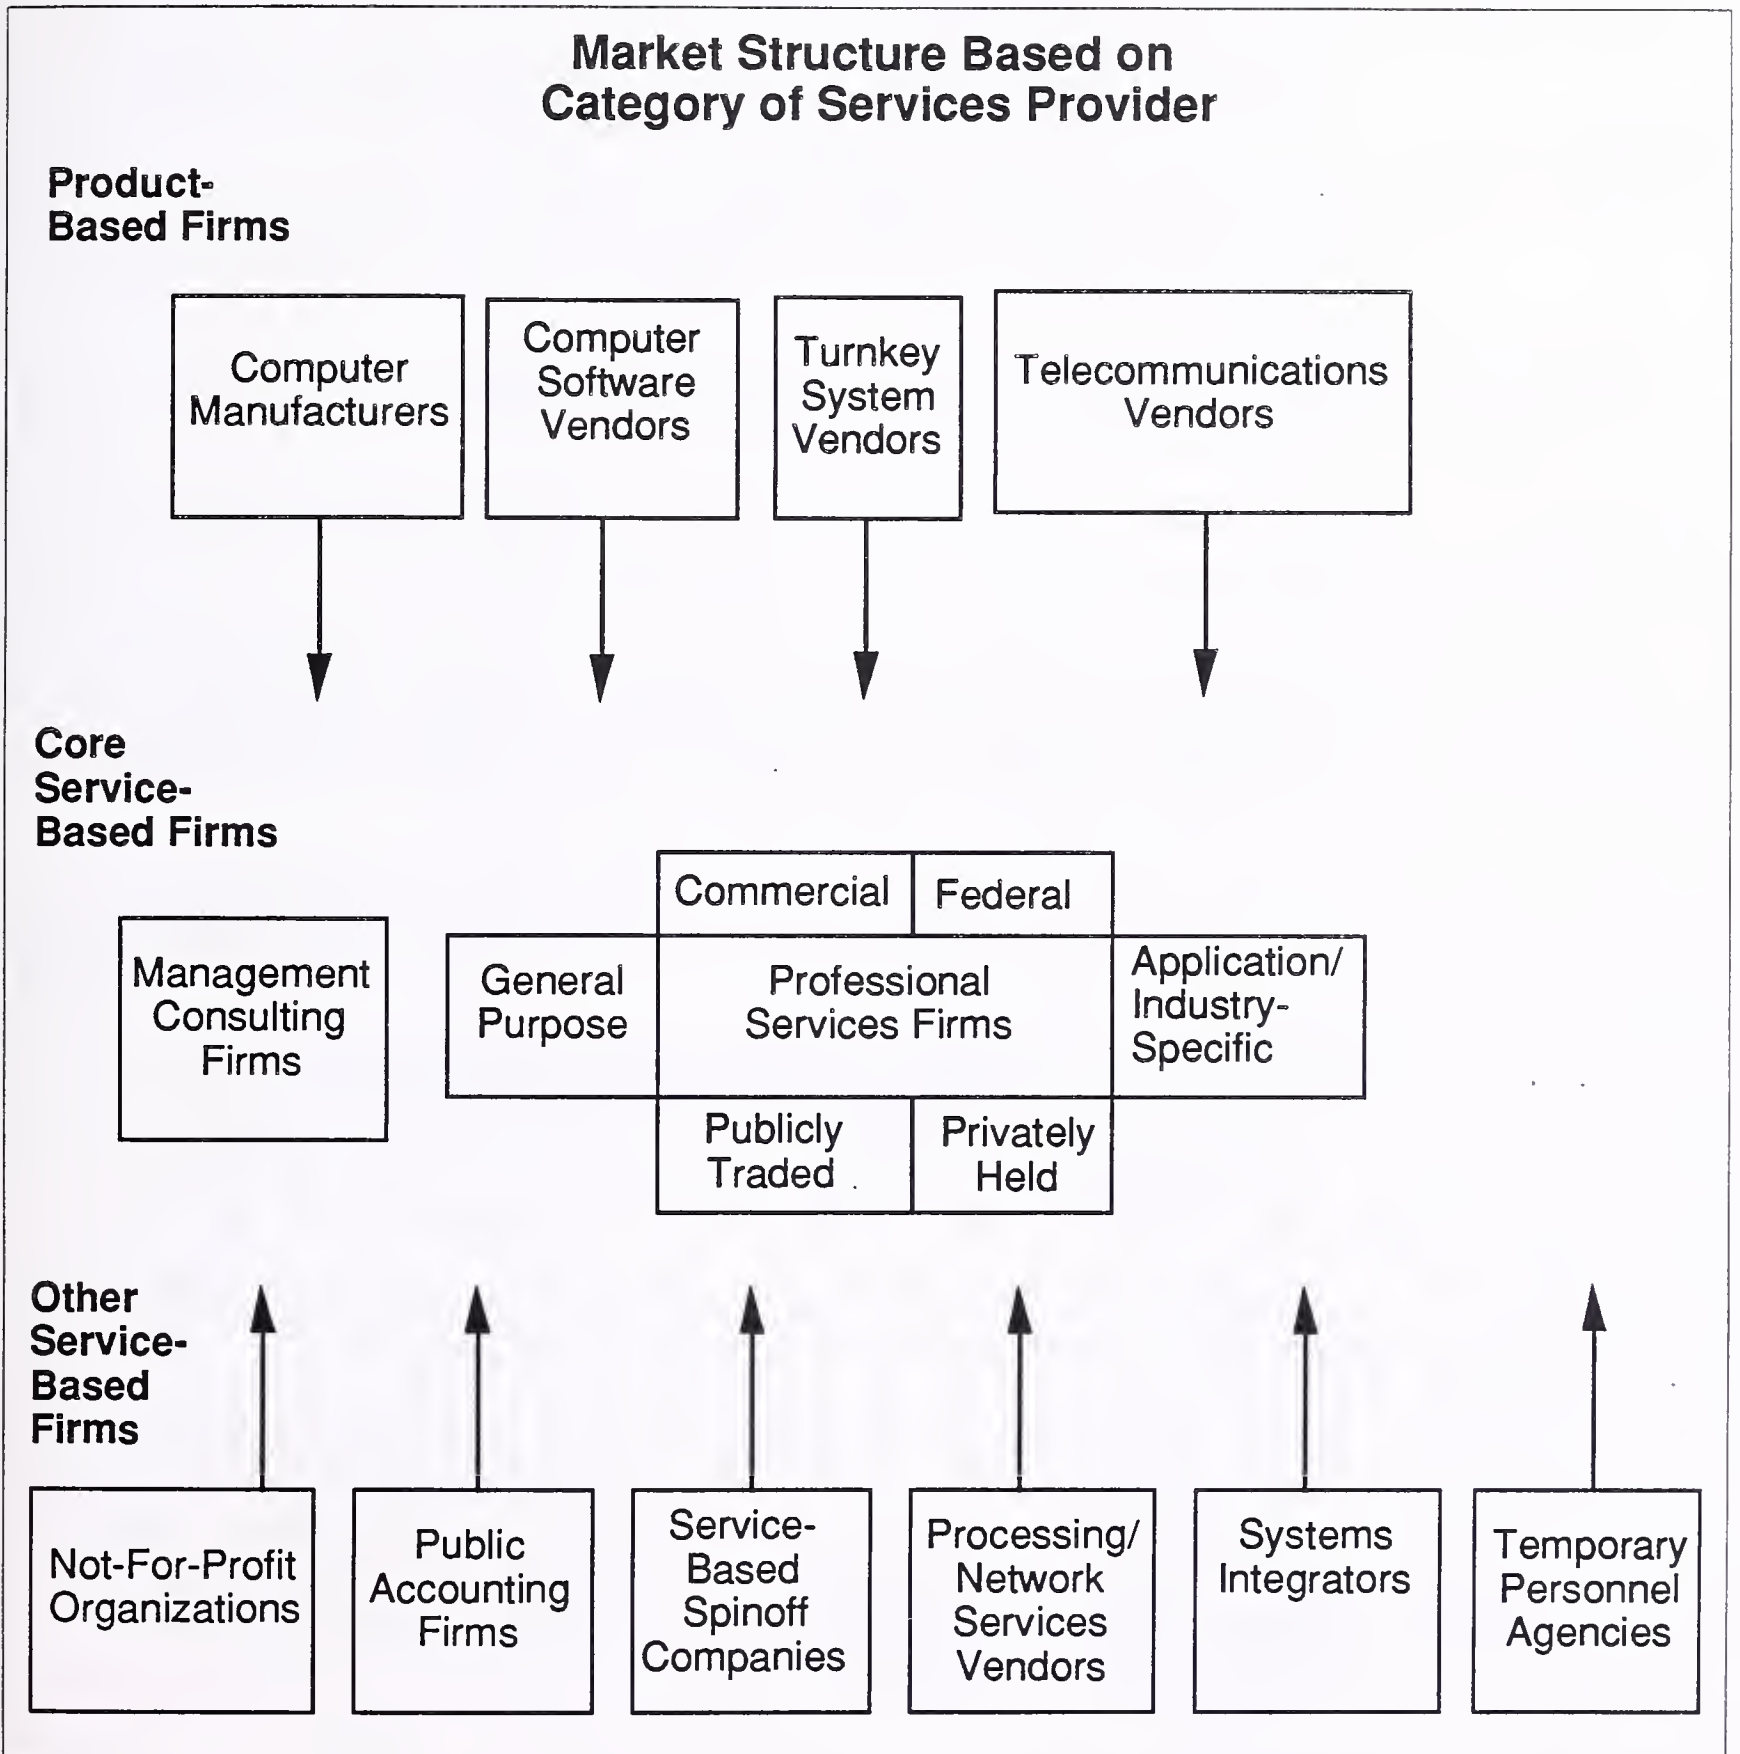 Market Structure Based on
Category of Services Provider
Product-
Based Firms
Computer
Manufacturers
Computer
Software
Vendors
Turnkey
System
Vendors
Telecommunications
Vendors
Core
Service-
Based Firms
Management
Consulting
Firms
General
Purpose
Commercial
Federal
Professional
Services Firms
Application/
Industry-
Specific
Publicly
Traded
Privately
Held
Other
Service-
Based
Firms
Not-For-Profit
Organizations
Public
Accounting
Firms
Service-
Based
Spinoff
Companies
Processing/
Network
Services
Vendors
Systems
Integrators
Temporary
Personnel
Agencies